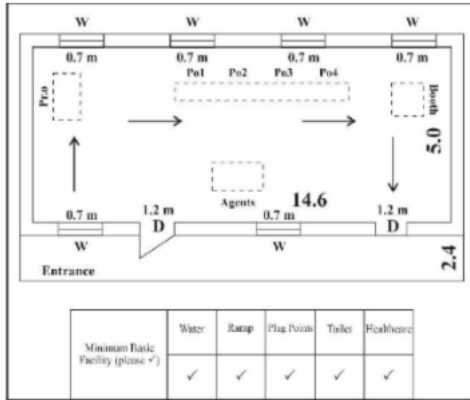 W W W W
0.7 m 0.7 m 0.7 m 0.7 m
Po1 Po2 Po3 Po4
Pr.o
Booth
5.0
Agents
14.6
0.7 m 1.2 m 0.7 m 1.2 m
D D
W W
Entrance
2.4
Minimum Basic Facility (please ✓) Water Ramp Plug Points Toilet Healthcare
✓ ✓ ✓ ✓ ✓